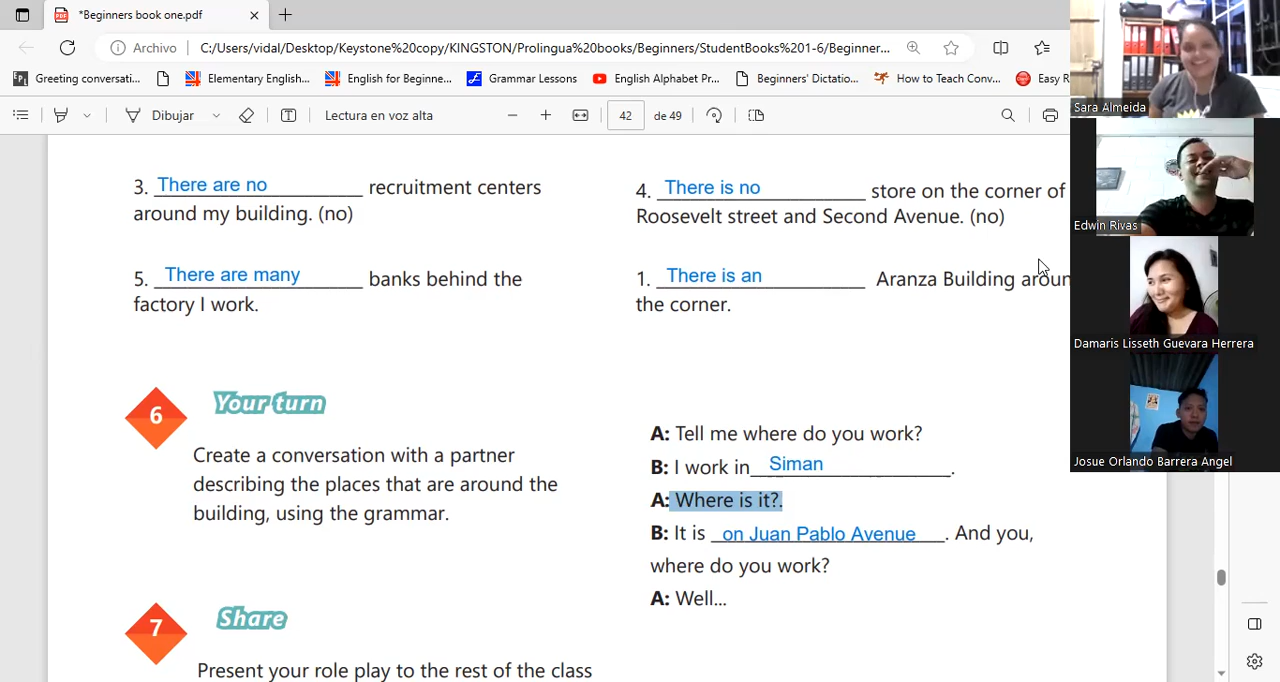 *Beginners book one.pdf
Archivo C:/Users/vidal/Desktop/Keystone%20copy/KINGSTON/Prolingua%20books/Beginners/StudentBooks%201-6/Beginner...
Greeting conversati... Elementary English... English for Beginne... Grammar Lessons English Alphabet Pr... Beginners' Dictatio... How to Teach Conv... Easy R
Dibujar Lectura en voz alta 42 de 49
3. There are no recruitment centers
around my building. (no)
4. There is no store on the corner of
Roosevelt street and Second Avenue. (no)
5. There are many banks behind the
factory I work.
1. There is an Aranza Building aroun
the corner.
6 Your turn
Create a conversation with a partner
describing the places that are around the
building, using the grammar.
A: Tell me where do you work?
B: I work in Siman.
A: Where is it?.
B: It is on Juan Pablo Avenue. And you,
where do you work?
A: Well...
7 Share
Present your role play to the rest of the class
Sara Almeida
Edwin Rivas
Damaris Lisseth Guevara Herrera
Josue Orlando Barrera Angel